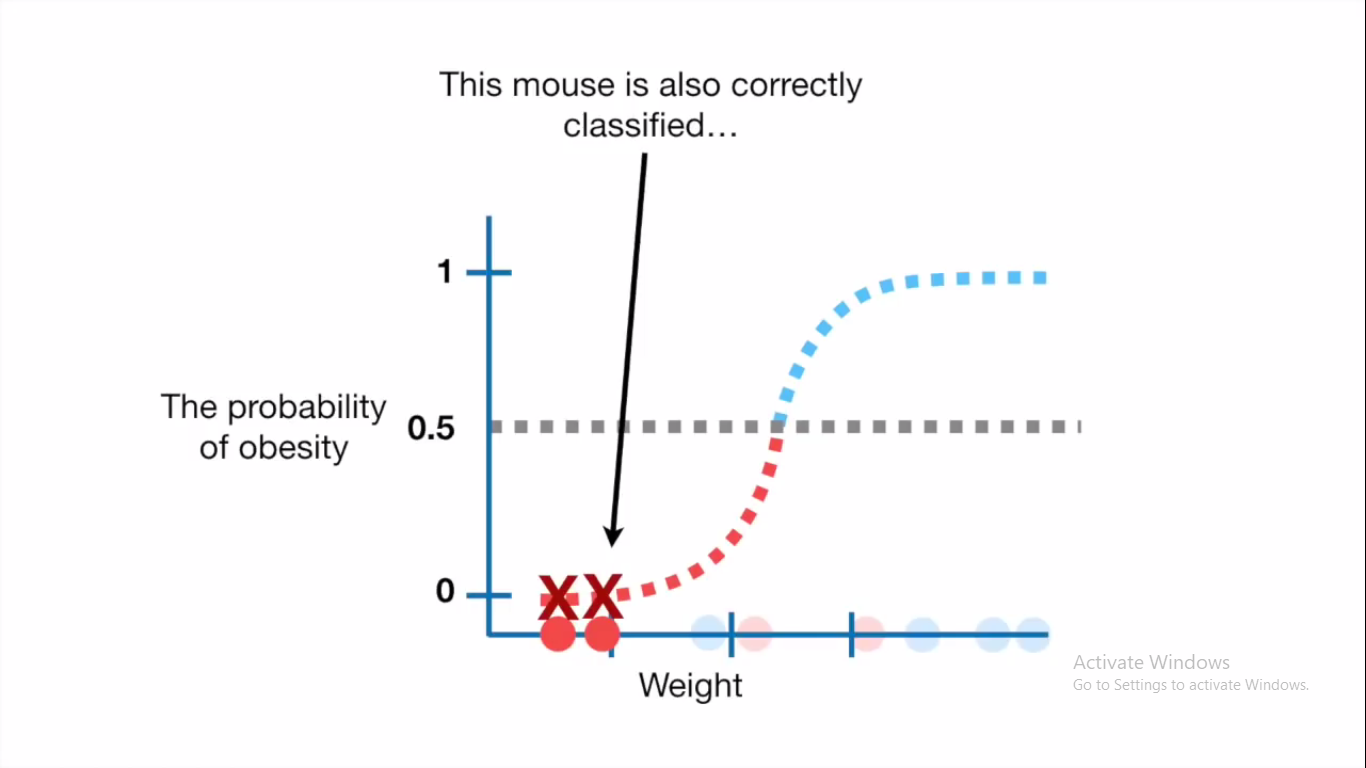 This mouse is also correctly
classified…
1
The probability
of obesity
0.5
0
X X
Weight
Activate Windows
Go to Settings to activate Windows.